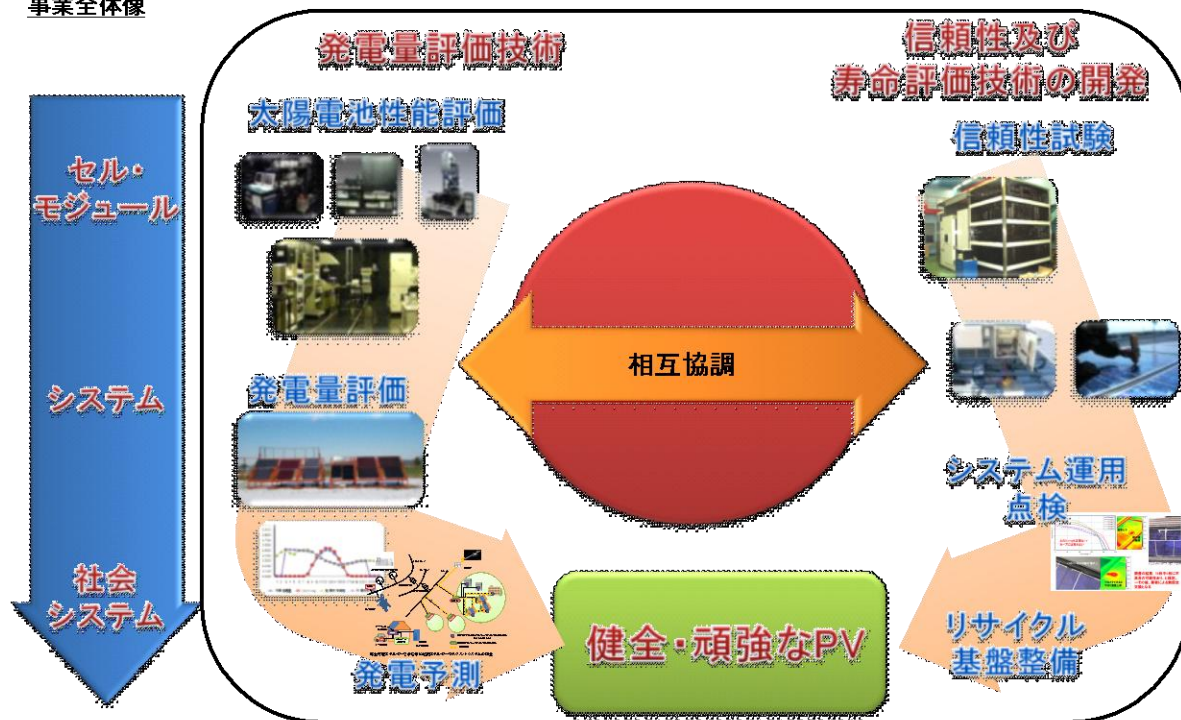 事業全体像
発電量評価技術
信頼性及び
寿命評価技術の開発
太陽電池性能評価
信頼性試験
セル・
モジュール
相互協調
システム
発電量評価
システム運用
点検
社会
システム
健全・頑強なPV
リサイクル
基盤整備
発電予測